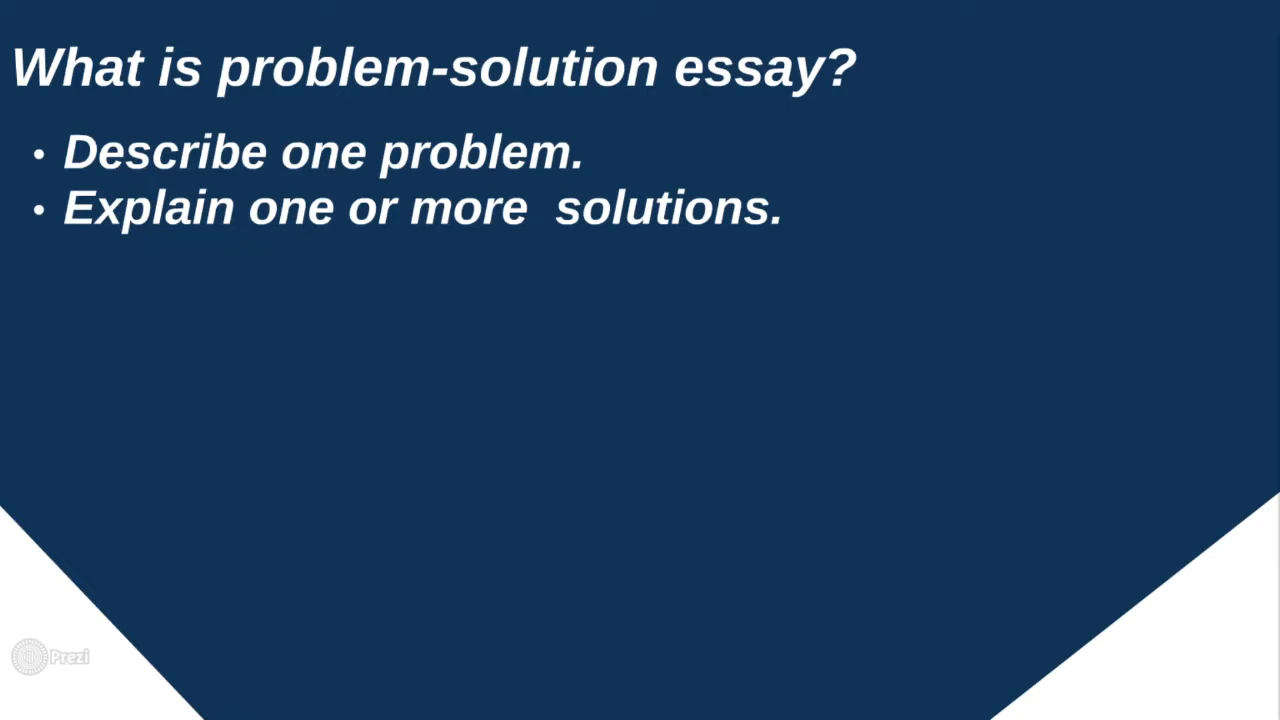 What is problem-solution essay?
• Describe one problem.
• Explain one or more  solutions.
Prezi